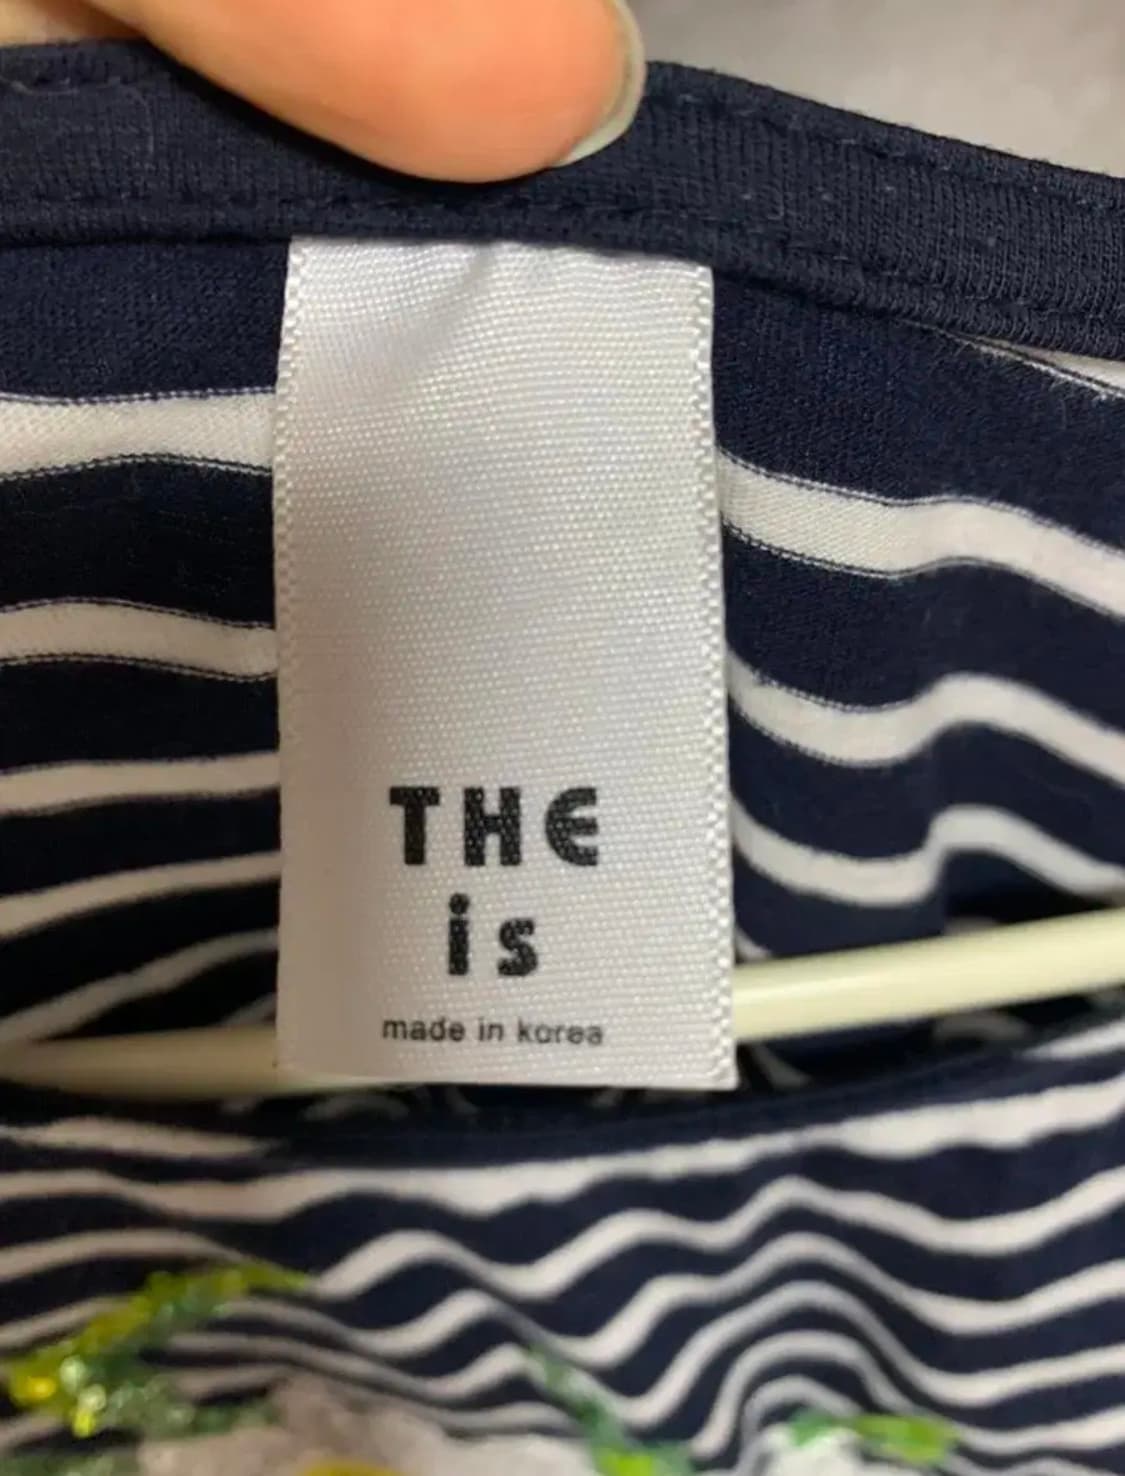 THE
is
made in korea